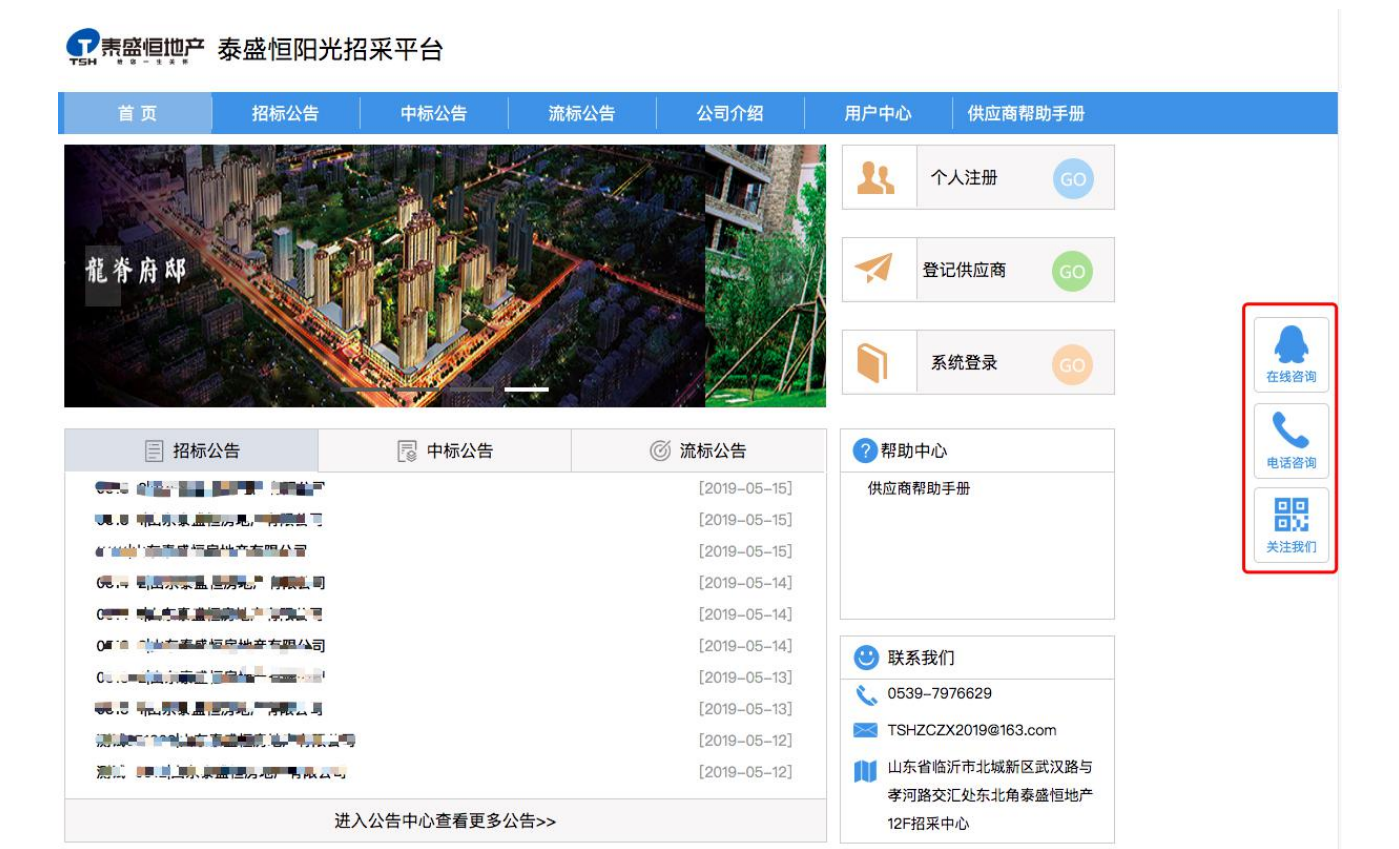 泰盛恒地产 泰盛恒阳光招采平台
TSH
首 页 招标公告 中标公告 流标公告 公司介绍 用户中心 供应商帮助手册
龍脊府邸
个人注册 GO
登记供应商 GO
系统登录 GO
在线咨询
电话咨询
关注我们
招标公告 中标公告 流标公告
[2019-05-15]
[2019-05-15]
[2019-05-15]
[2019-05-14]
[2019-05-14]
[2019-05-14]
[2019-05-13]
[2019-05-13]
[2019-05-12]
[2019-05-12]
进入公告中心查看更多公告>>
帮助中心
供应商帮助手册
联系我们
0539-7976629
TSHZCZX2019@163.com
山东省临沂市北城新区武汉路与
孝河路交汇处东北角泰盛恒地产
12F招采中心